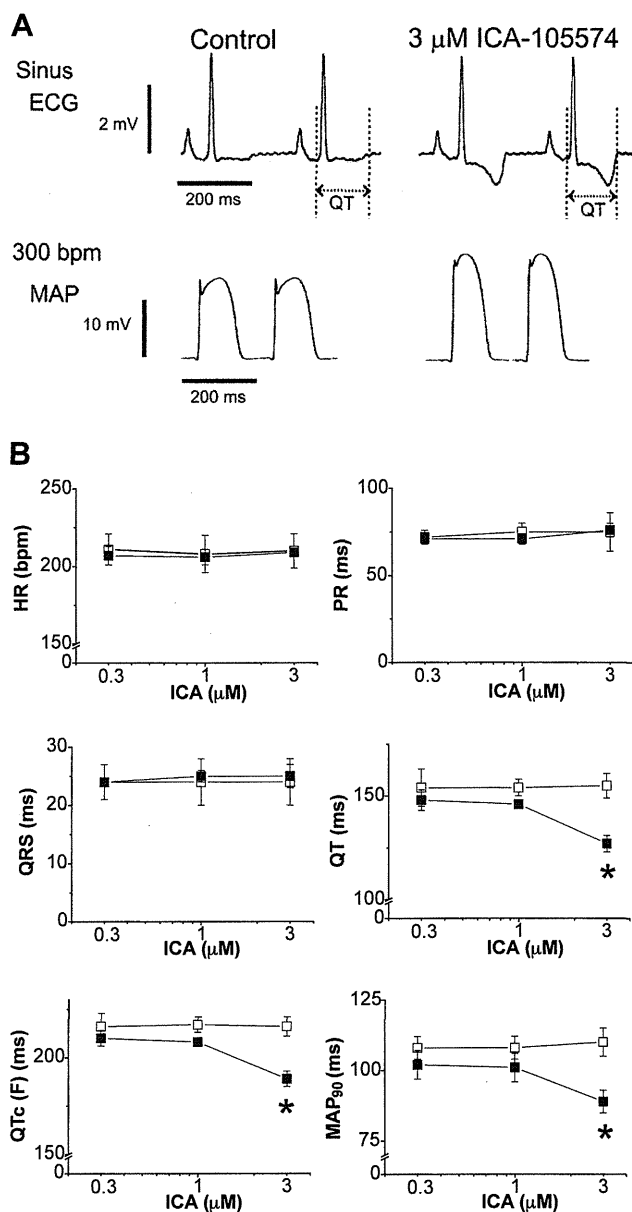 A
Control
3 μM ICA-105574
Sinus
ECG
2 mV
200 ms
QT
QT
300 bpm
MAP
10 mV
200 ms
B
250
200
150
0
HR (bpm)
0.3
1
3
ICA (μM)
100
75
50
0
PR (ms)
0.3
1
3
ICA (μM)
30
20
10
0
QRS (ms)
0.3
1
3
ICA (μM)
150
100
0
QT (ms)
*
0.3
1
3
ICA (μM)
200
150
0
QTc (F) (ms)
*
0.3
1
3
ICA (μM)
125
100
75
0
MAP90 (ms)
*
0.3
1
3
ICA (μM)